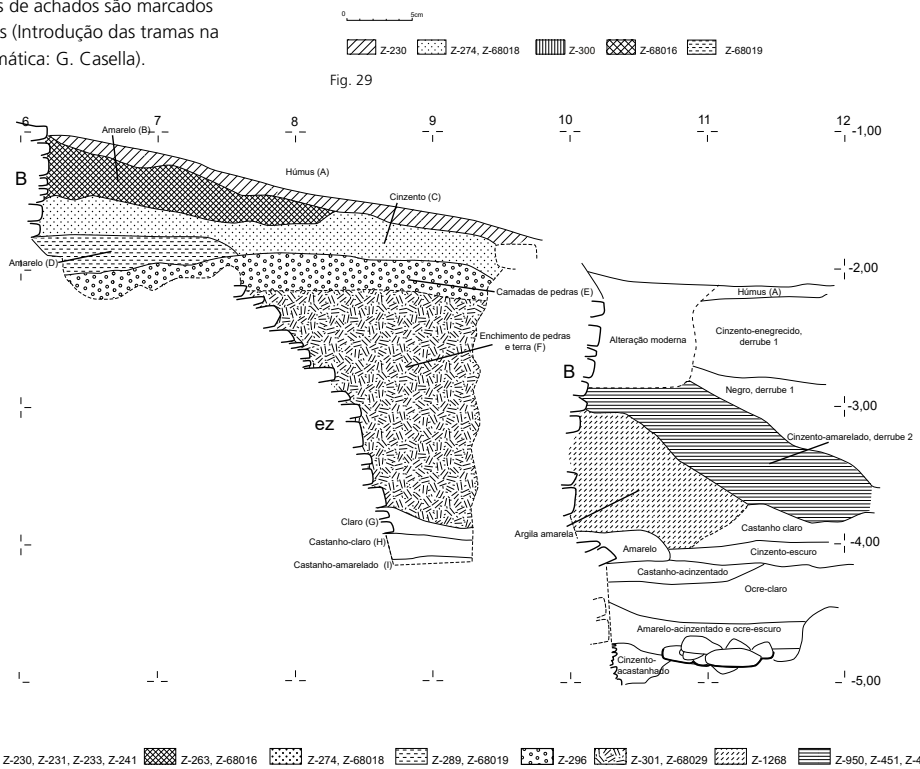 s de achados são marcados
s (Introdução das tramas na
mática: G. Casella).
0 5cm
Z-230 Z-274, Z-68018 Z-300 Z-68016 Z-68019
Fig. 29
6 7 8 9 10 11 12
-1,00
Amarelo (B)
Húmus (A)
B
Cinzento (C)
Amarelo (D)
-2,00
Camadas de pedras (E)
Húmus (A)
Enchimento de pedras
e terra (F)
Alteração moderna
Cinzento-enegrecido,
derrube 1
B
Negro, derrube 1
-3,00
ez
Cinzento-amarelado, derrube 2
Claro (G)
Castanho-claro (H)
Castanho-amarelado (I)
Argila amarela
Castanho claro
-4,00
Amarelo
Cinzento-escuro
Castanho-acinzentado
Ocre-claro
Amarelo-acinzentado e ocre-escuro
Cinzento-
acastanhado
-5,00
Z-230, Z-231, Z-233, Z-241 Z-263, Z-68016 Z-274, Z-68018 Z-289, Z-68019 Z-296 Z-301, Z-68029 Z-1268 Z-950, Z-451, Z-4